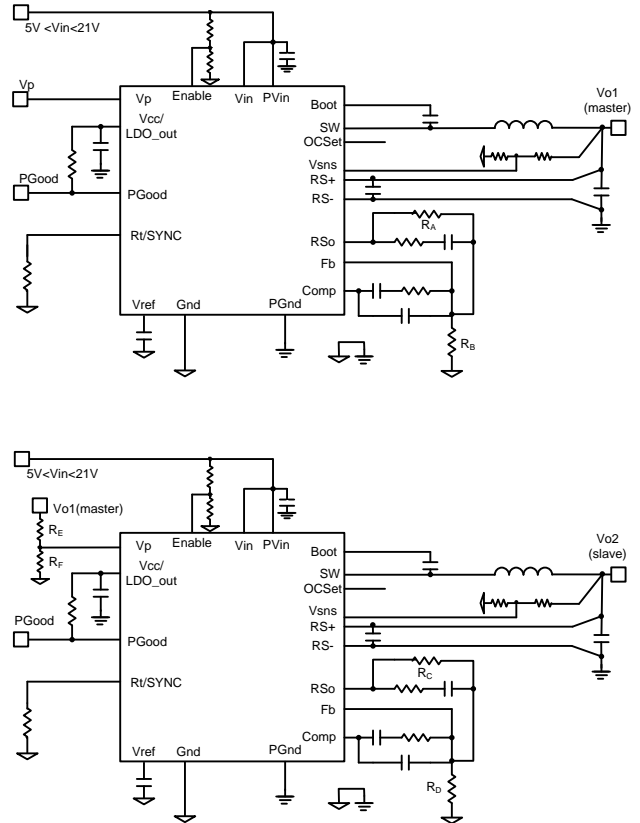 5V <Vin<21V
Vp
Vp
Enable
Vin
PVin
Boot
Vo1
(master)
Vcc/
LDO_out
SW
OCSet
Vsns
PGood
PGood
RS+
RS-
RA
Rt/SYNC
RSo
Fb
Comp
Vref
Gnd
PGnd
RB
5V<Vin<21V
Vo1(master)
RE
RF
Vp
Enable
Vin
PVin
Boot
Vo2
(slave)
Vcc/
LDO_out
SW
OCSet
Vsns
PGood
PGood
RS+
RS-
RC
Rt/SYNC
RSo
Fb
Comp
Vref
Gnd
PGnd
RD